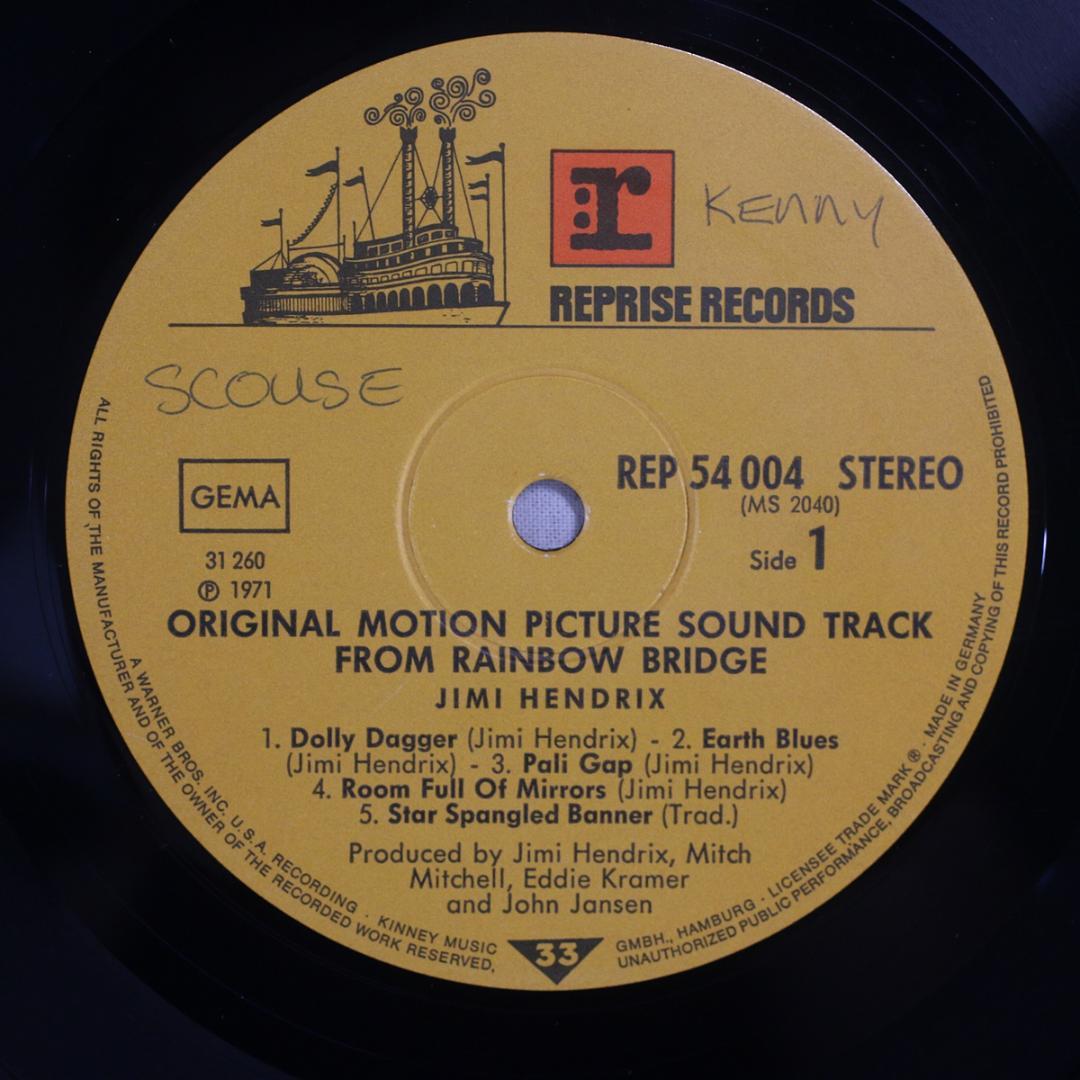 r
KENNY
REPRISE RECORDS
SCOUSE
GEMA
31 260
℗ 1971
REP 54 004 STEREO
(MS 2040)
Side 1
ORIGINAL MOTION PICTURE SOUND TRACK
FROM RAINBOW BRIDGE
JIMI HENDRIX
1. Dolly Dagger (Jimi Hendrix) - 2. Earth Blues
(Jimi Hendrix) - 3. Pali Gap (Jimi Hendrix)
4. Room Full Of Mirrors (Jimi Hendrix)
5. Star Spangled Banner (Trad.)
Produced by Jimi Hendrix, Mitch
Mitchell, Eddie Kramer
and John Jansen
33
A WARNER BROS. INC. U.S.A. RECORDING · KINNEY MUSIC GMBH., HAMBURG · LICENSEE TRADE MARK ® · MADE IN GERMANY
ALL RIGHTS OF THE MANUFACTURER AND OF THE OWNER OF THE RECORDED WORK RESERVED, UNAUTHORIZED PUBLIC PERFORMANCE, BROADCASTING AND COPYING OF THIS RECORD PROHIBITED